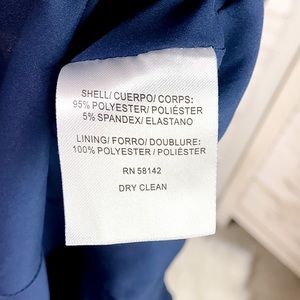 SHELL/ CUERPO/ CORPS:
95% POLYESTER/ POLIÉSTER
5% SPANDEX/ ELASTANO
LINING/ FORRO/ DOUBLURE:
100% POLYESTER / POLIÉSTER
RN 58142
DRY CLEAN